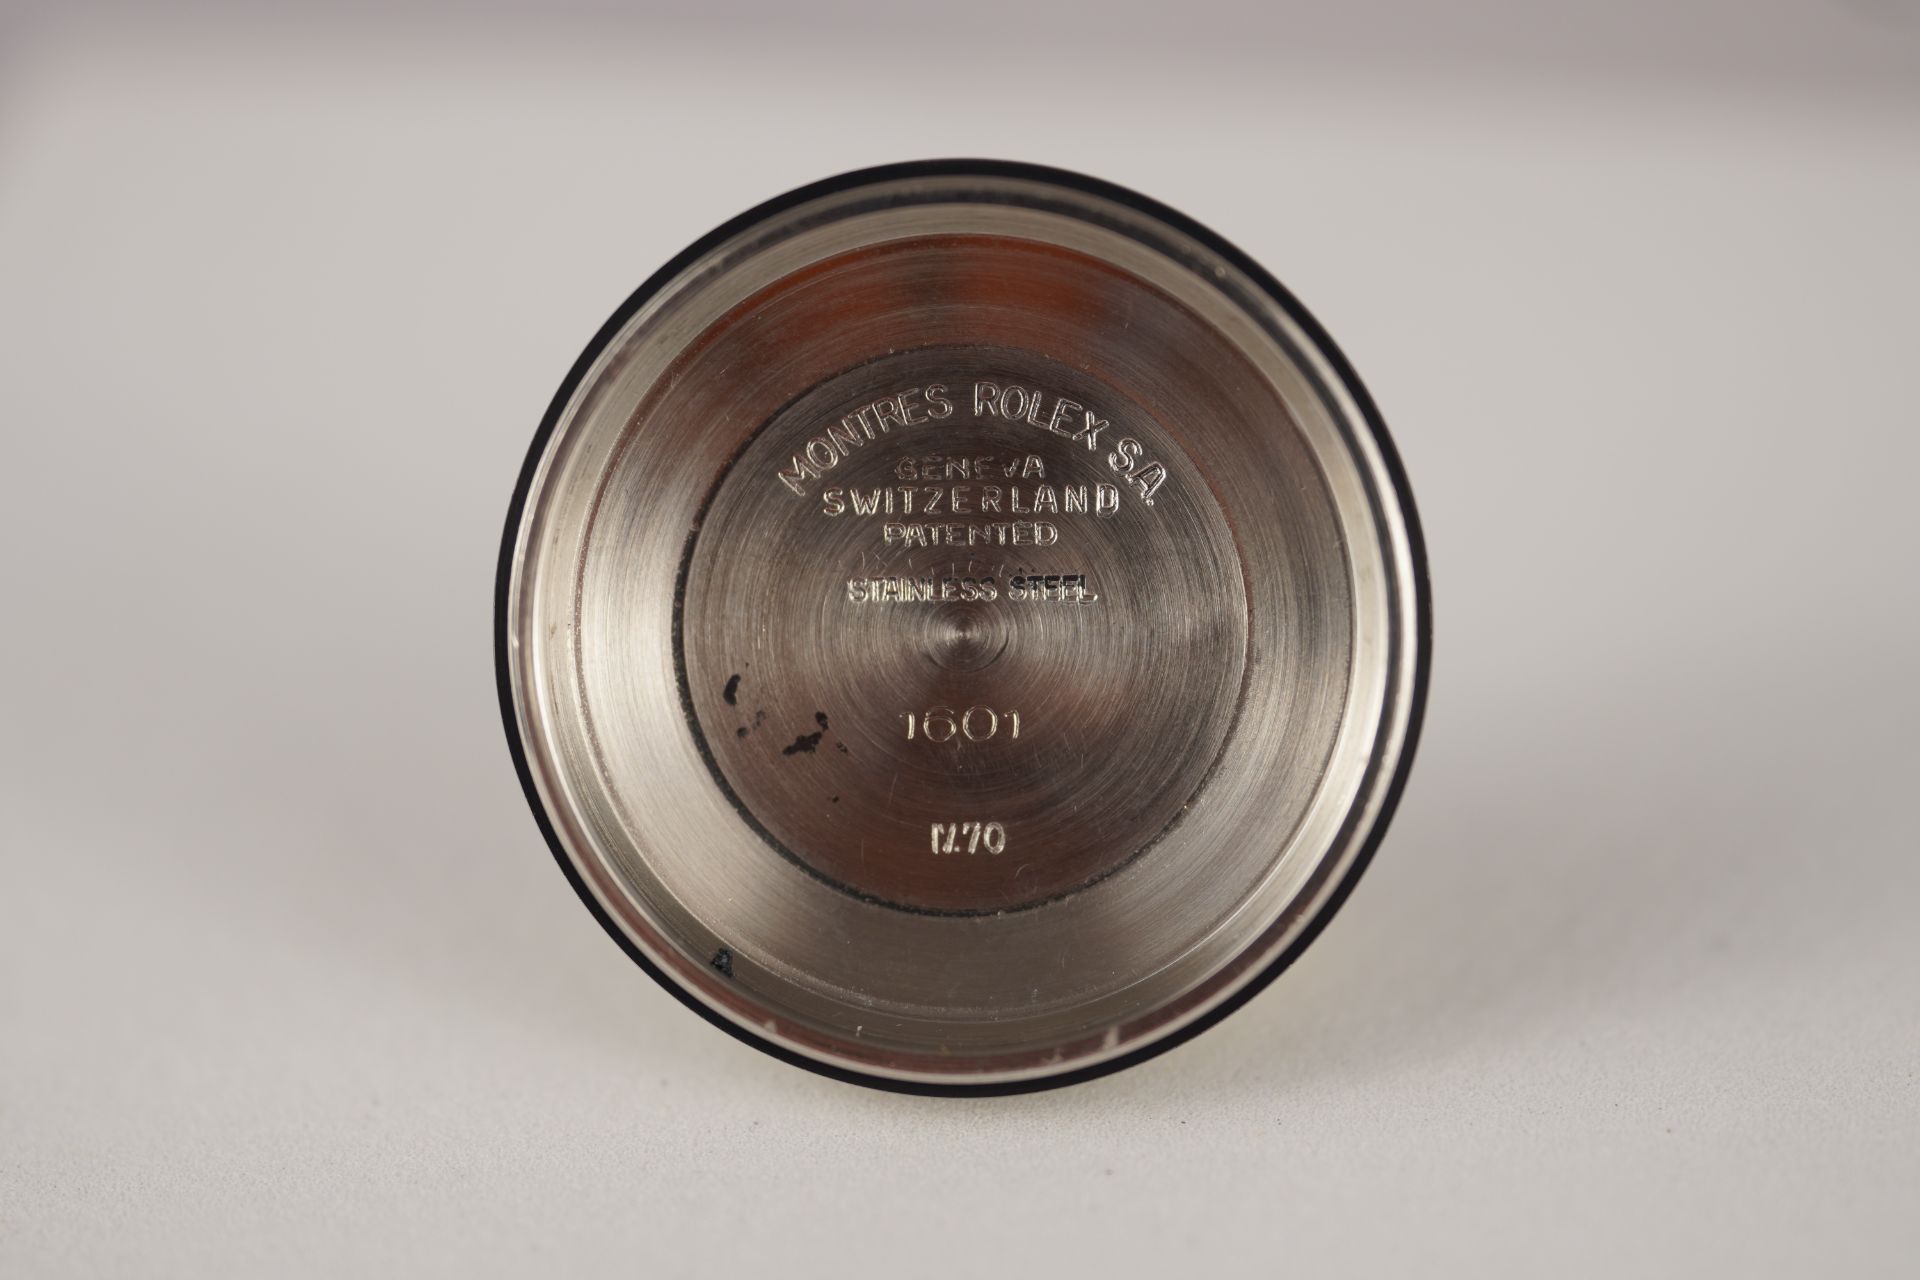 MONTRES ROLEX S.A.
GENEVA
SWITZERLAND
PATENTED
STAINLESS STEEL
1601
IV.70